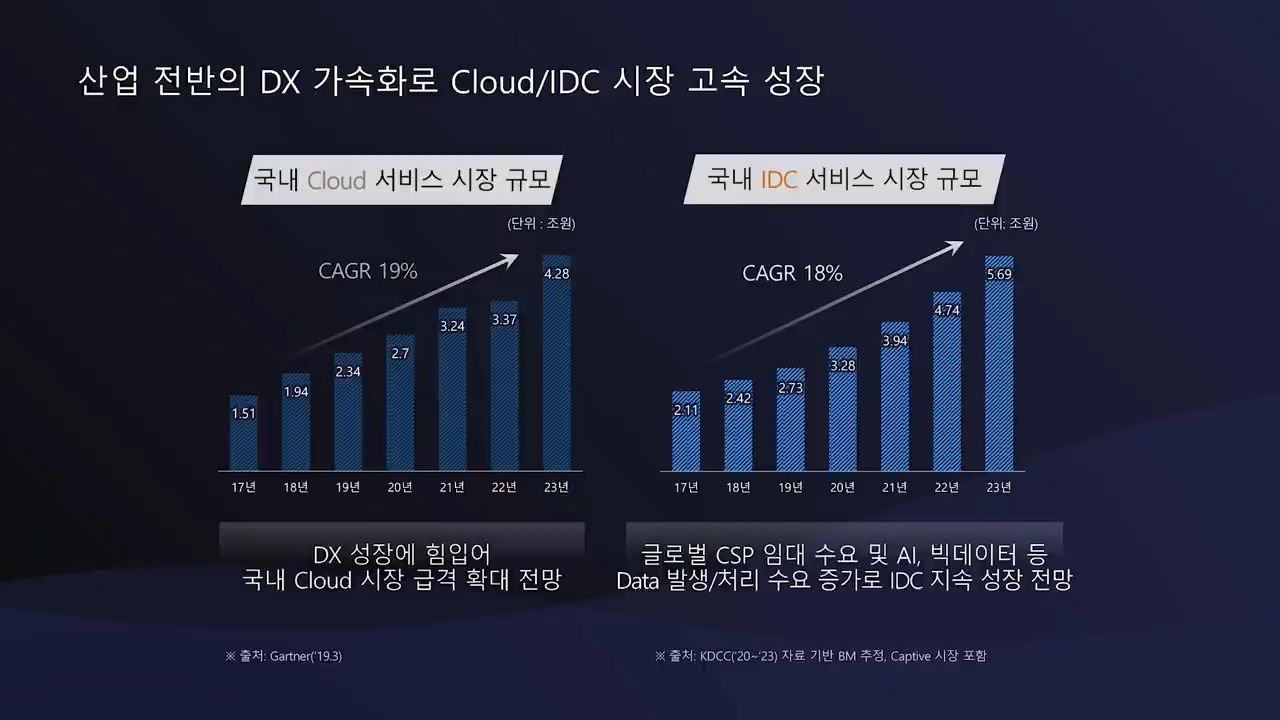 산업 전반의 DX 가속화로 Cloud/IDC 시장 고속 성장
국내 Cloud 서비스 시장 규모
(단위 : 조원)
CAGR 19%
1.51
1.94
2.34
2.7
3.24
3.37
4.28
17년 18년 19년 20년 21년 22년 23년
DX 성장에 힘입어
국내 Cloud 시장 급격 확대 전망
※ 출처: Gartner('19.3)
국내 IDC 서비스 시장 규모
(단위: 조원)
CAGR 18%
2.11
2.42
2.73
3.28
3.94
4.74
5.69
17년 18년 19년 20년 21년 22년 23년
글로벌 CSP 임대 수요 및 AI, 빅데이터 등
Data 발생/처리 수요 증가로 IDC 지속 성장 전망
※ 출처: KDCC('20~'23) 자료 기반 BM 추정, Captive 시장 포함